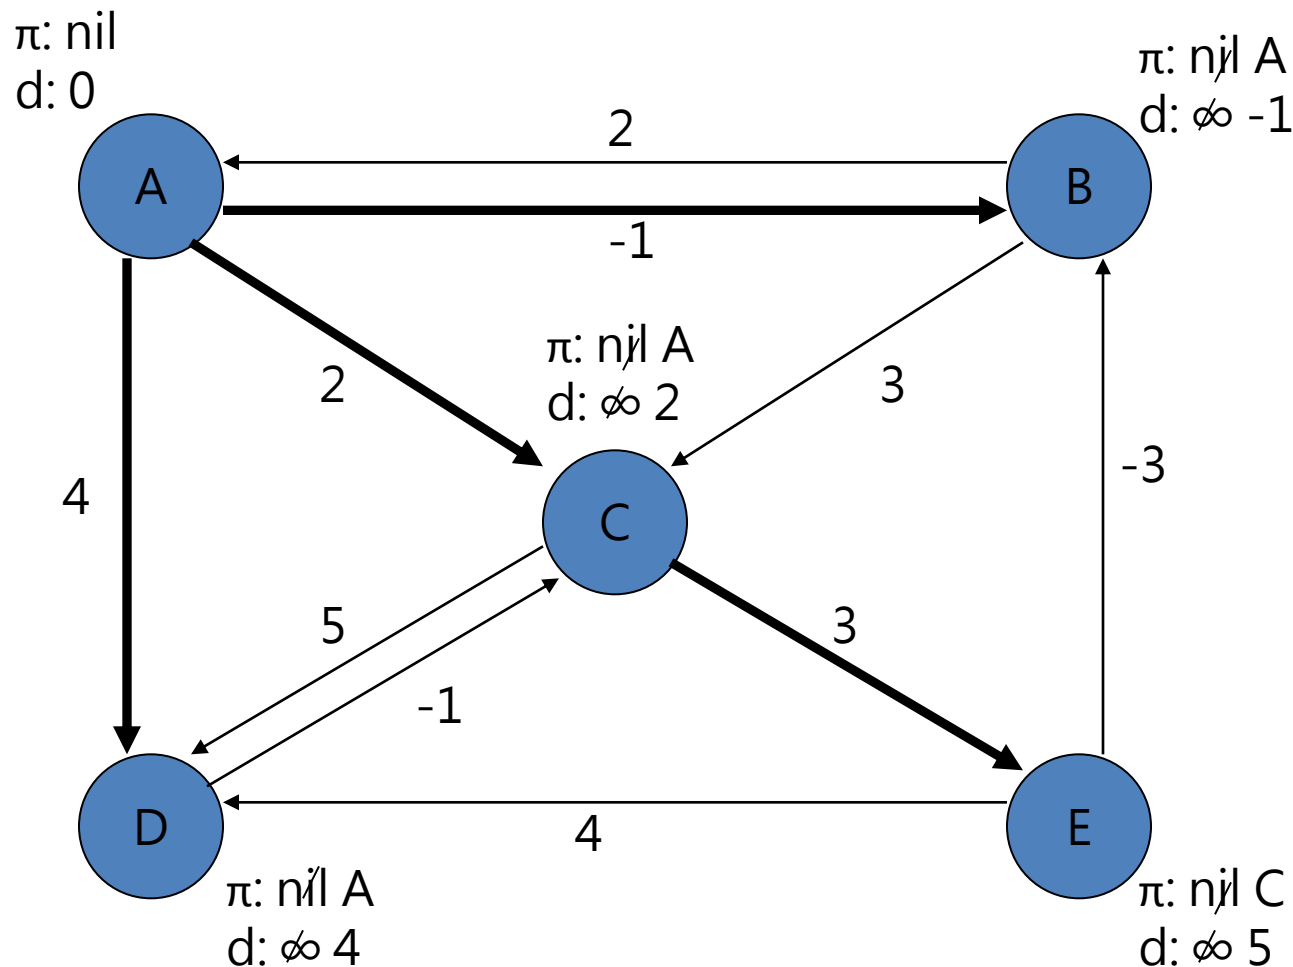 π: nil
d: 0
π: nil A
d: ∞ -1
2
A
B
-1
π: nil A
d: ∞ 2
2
3
4
-3
C
5
3
-1
D
E
4
π: nil A
d: ∞ 4
π: nil C
d: ∞ 5